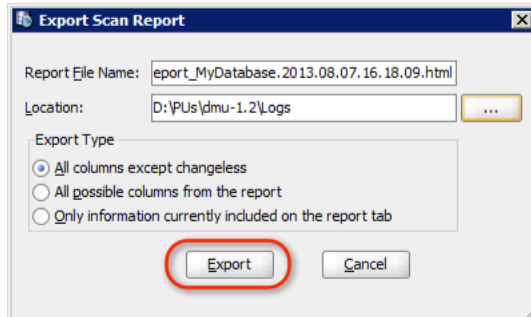 Export Scan Report
Report File Name: eport_MyDatabase.2013.08.07.16.18.09.html
Location: D:\PUs\dmu-1.2\Logs ...
Export Type
All columns except changeless
All possible columns from the report
Only information currently included on the report tab
Export Cancel